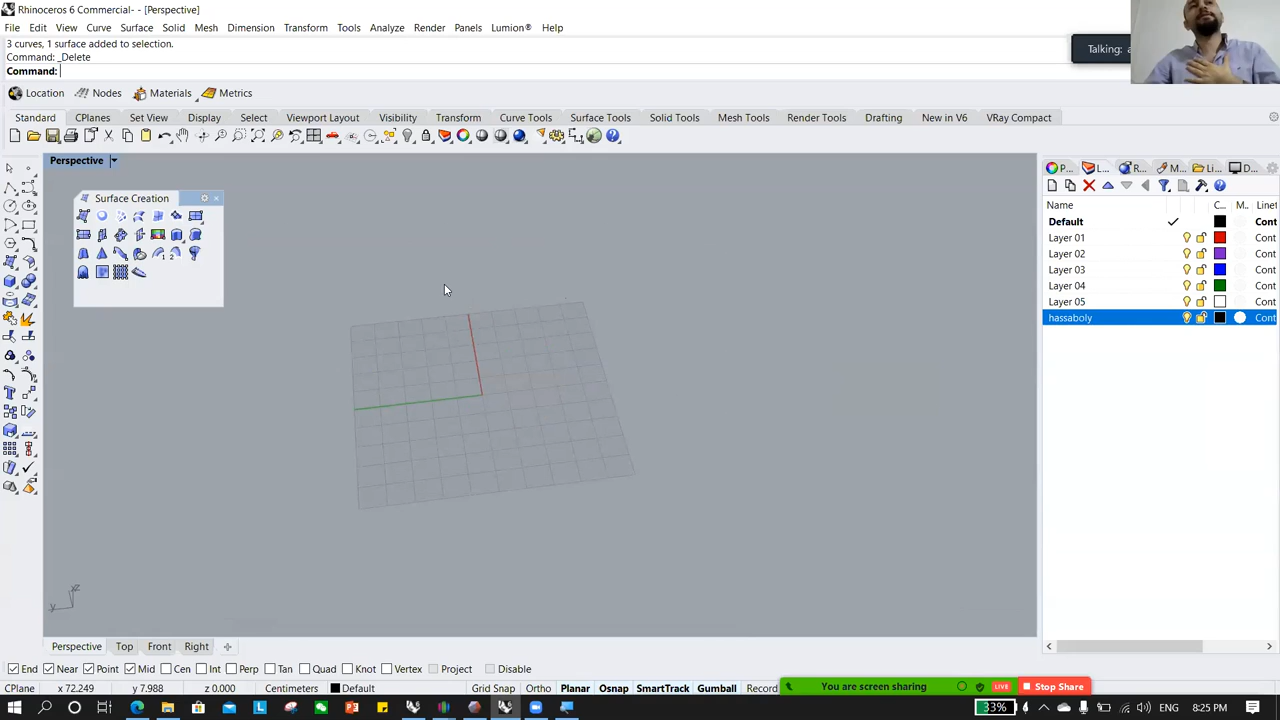 Rhinoceros 6 Commercial- - [Perspective]
File Edit View Curve Surface Solid Mesh Dimension Transform Tools Analyze Render Panels Lumion® Help
3 curves, 1 surface added to selection.
Command: _Delete
Command:
Talking:
Location Nodes Materials Metrics
Standard CPlanes Set View Display Select Viewport Layout Visibility Transform Curve Tools Surface Tools Solid Tools Mesh Tools Render Tools Drafting New in V6 VRay Compact
Perspective
P... L... R... M... Li... D...
Surface Creation
Name C... M.. Linet
Default Cont
Layer 01 Cont
Layer 02 Cont
Layer 03 Cont
Layer 04 Cont
Layer 05 Cont
hassaboly Cont
Perspective Top Front Right
End Near Point Mid Cen Int Perp Tan Quad Knot Vertex Project Disable
CPlane x 72.249 y 7.988 z 0.000 Centimeters Default Grid Snap Ortho Planar Osnap SmartTrack Gumball Record
You are screen sharing LIVE Stop Share
33% ENG 8:25 PM